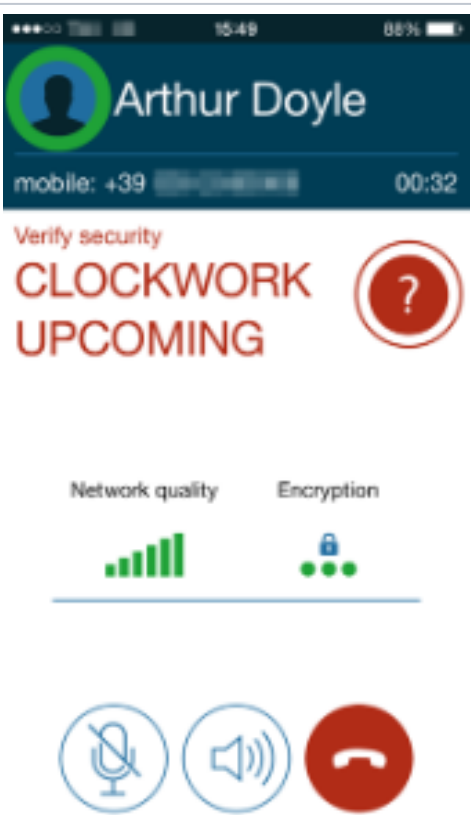 15:49 88%
Arthur Doyle
mobile: +39 00:32
Verify security
CLOCKWORK
UPCOMING
?
Network quality Encryption